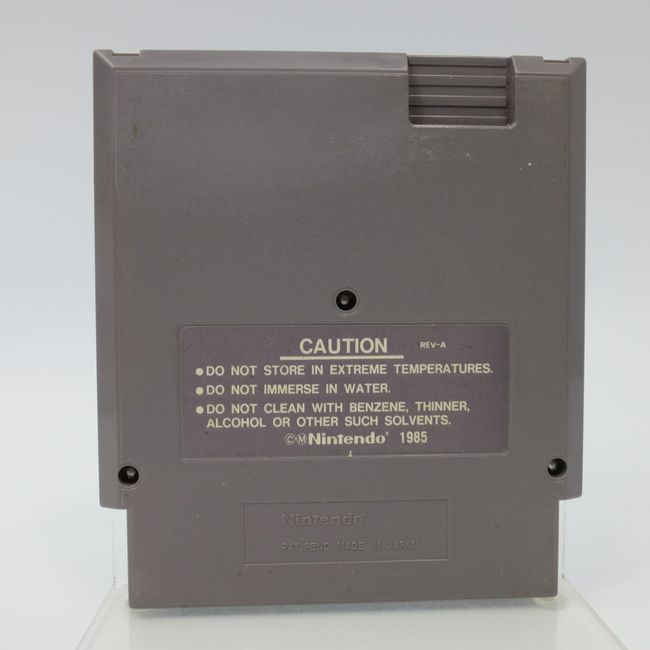 CAUTION REV-A
●DO NOT STORE IN EXTREME TEMPERATURES.
●DO NOT IMMERSE IN WATER.
●DO NOT CLEAN WITH BENZENE, THINNER,
ALCOHOL OR OTHER SUCH SOLVENTS.
ⒸⓂNintendo® 1985
Nintendo®
PAT. PEND. MADE IN JAPAN